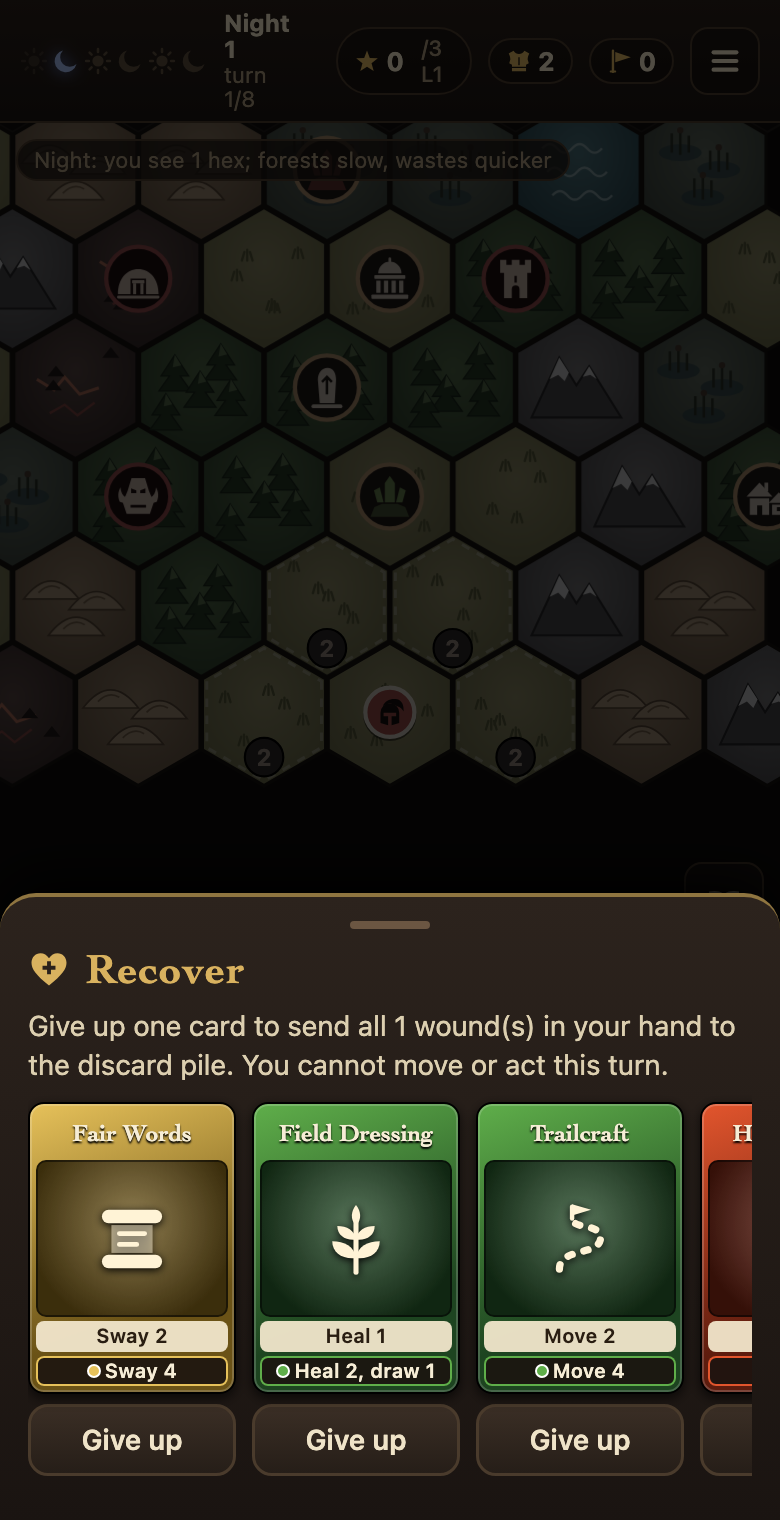 Night
1
turn
1/8
0
/3
L1
2
0
Night: you see 1 hex; forests slow, wastes quicker
2
2
2
2
Recover
Give up one card to send all 1 wound(s) in your hand to
the discard pile. You cannot move or act this turn.
Fair Words
Field Dressing
Trailcraft
H
Sway 2
Heal 1
Move 2
Sway 4
Heal 2, draw 1
Move 4
Give up
Give up
Give up